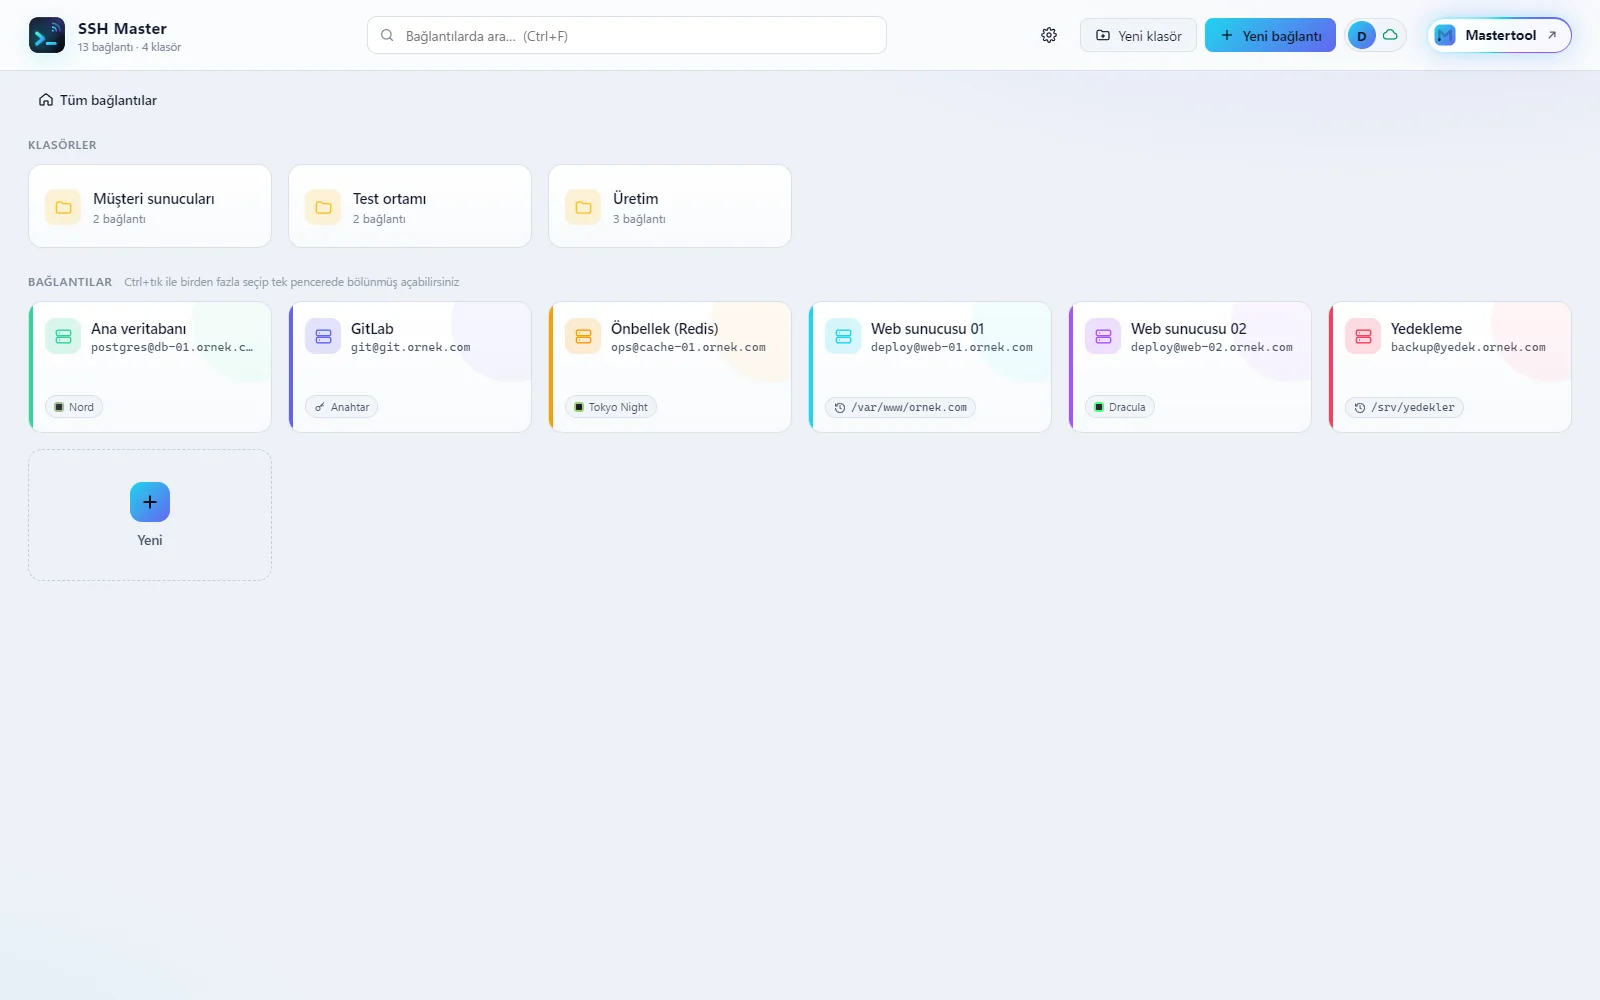 SSH Master
13 bağlantı · 4 klasör
Bağlantılarda ara... (Ctrl+F)
Yeni klasör
Yeni bağlantı
D
Mastertool
Tüm bağlantılar
KLASÖRLER
Müşteri sunucuları
2 bağlantı
Test ortamı
2 bağlantı
Üretim
3 bağlantı
BAĞLANTILAR Ctrl+tık ile birden fazla seçip tek pencerede bölünmüş açabilirsiniz
Ana veritabanı
postgres@db-01.ornek.c…
Nord
GitLab
git@git.ornek.com
Anahtar
Önbellek (Redis)
ops@cache-01.ornek.com
Tokyo Night
Web sunucusu 01
deploy@web-01.ornek.com
/var/www/ornek.com
Web sunucusu 02
deploy@web-02.ornek.com
Dracula
Yedekleme
backup@yedek.ornek.com
/srv/yedekler
Yeni